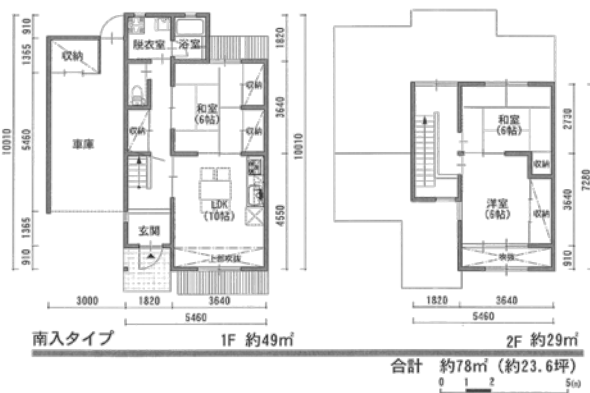 910
1365
5460
1365
910
10010
収納
車庫
脱衣室
浴室
収納
和室
(6帖)
収納
収納
LDK
(10帖)
玄関
上部吹抜
1820
3640
4550
10010
3000
1820
3640
5460
和室
(6帖)
収納
洋室
(6帖)
収納
吹抜
2730
3640
910
7280
1820
3640
5460
南入タイプ
1F 約49㎡
2F 約29㎡
合計 約78㎡(約23.6坪)
0 1 2 5(m)